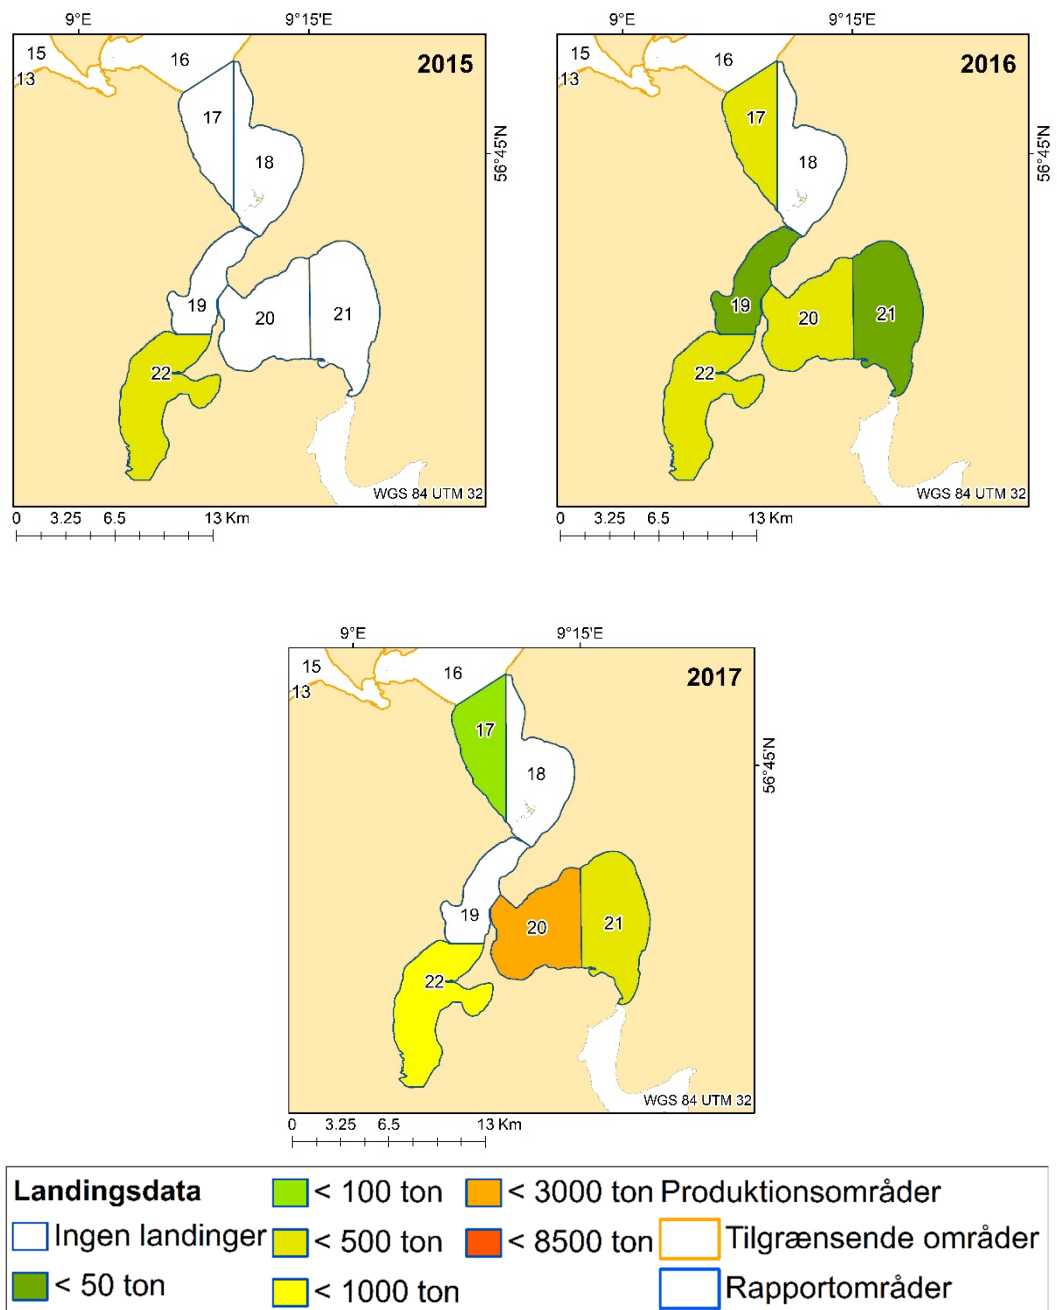 9°E 9°15'E
9°E 9°15'E
15 16 2015
13
17
18
19
20 21
22
56°45'N
WGS 84 UTM 32
0 3.25 6.5 13 Km
15 16 2016
13
17
18
19
20 21
22
56°45'N
WGS 84 UTM 32
0 3.25 6.5 13 Km
9°E 9°15'E
15 16 2017
13
17
18
19
20 21
22
56°45'N
WGS 84 UTM 32
0 3.25 6.5 13 Km
Landingsdata
Ingen landinger
< 50 ton
< 100 ton
< 500 ton
< 1000 ton
< 3000 ton
< 8500 ton
Produktionsområder
Tilgrænsende områder
Rapportområder